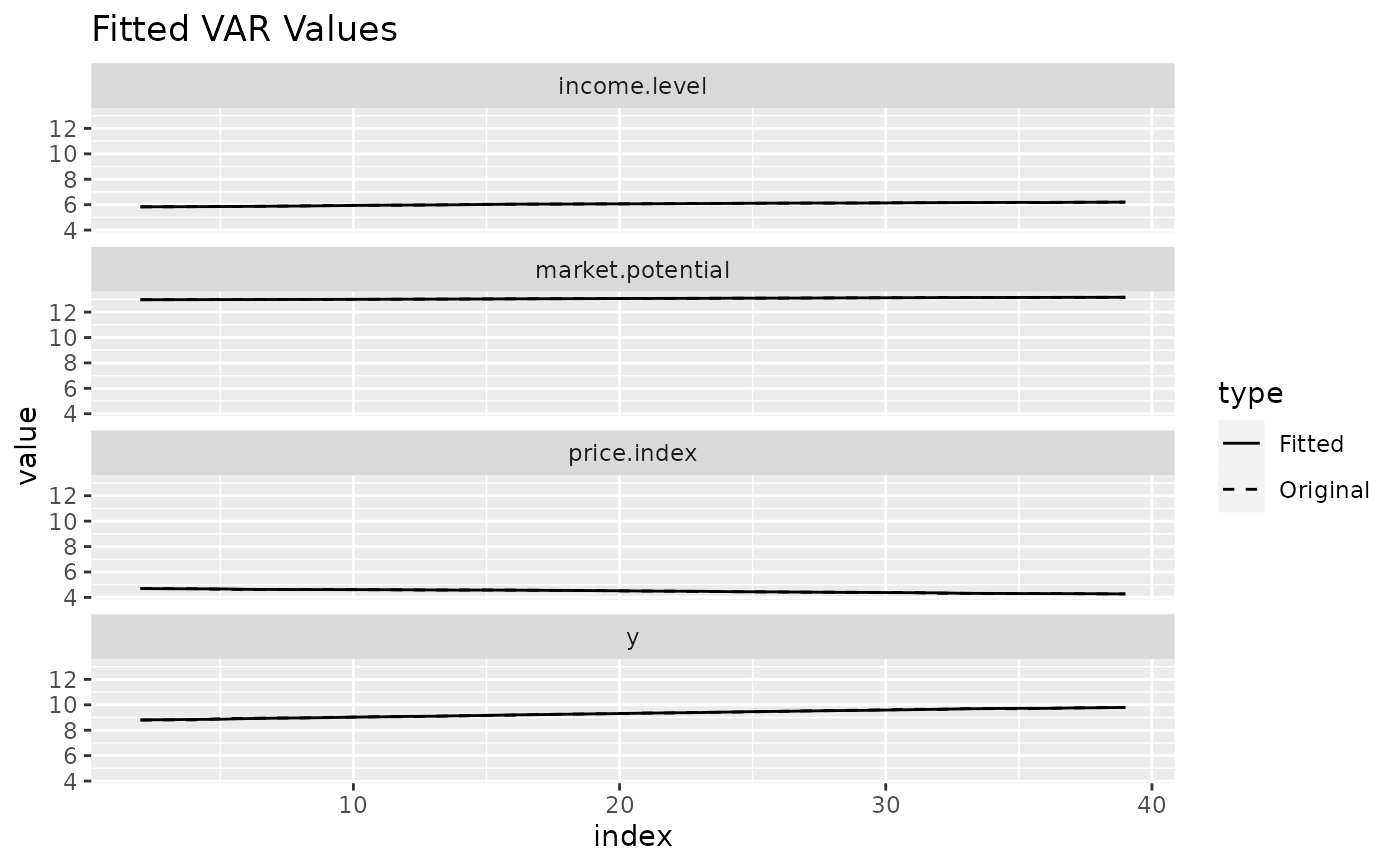 Fitted VAR Values
income.level
12
10
8
6
4
market.potential
12
10
8
6
4
price.index
12
10
8
6
4
y
12
10
8
6
4
10 20 30 40
index
value
type
Fitted
Original